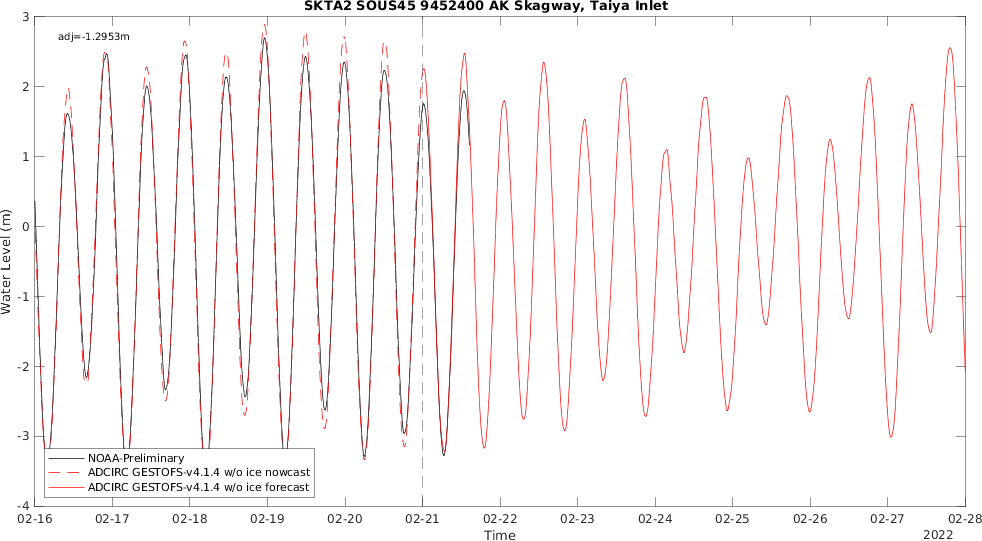 SKTA2 SOUS45 9452400 AK Skagway, Taiya Inlet
adj=-1.2953m
3
2
1
0
-1
-2
-3
-4
Water Level (m)
NOAA-Preliminary
ADCIRC GESTOFS-v4.1.4 w/o ice nowcast
ADCIRC GESTOFS-v4.1.4 w/o ice forecast
02-16 02-17 02-18 02-19 02-20 02-21 02-22 02-23 02-24 02-25 02-26 02-27 02-28
Time
2022